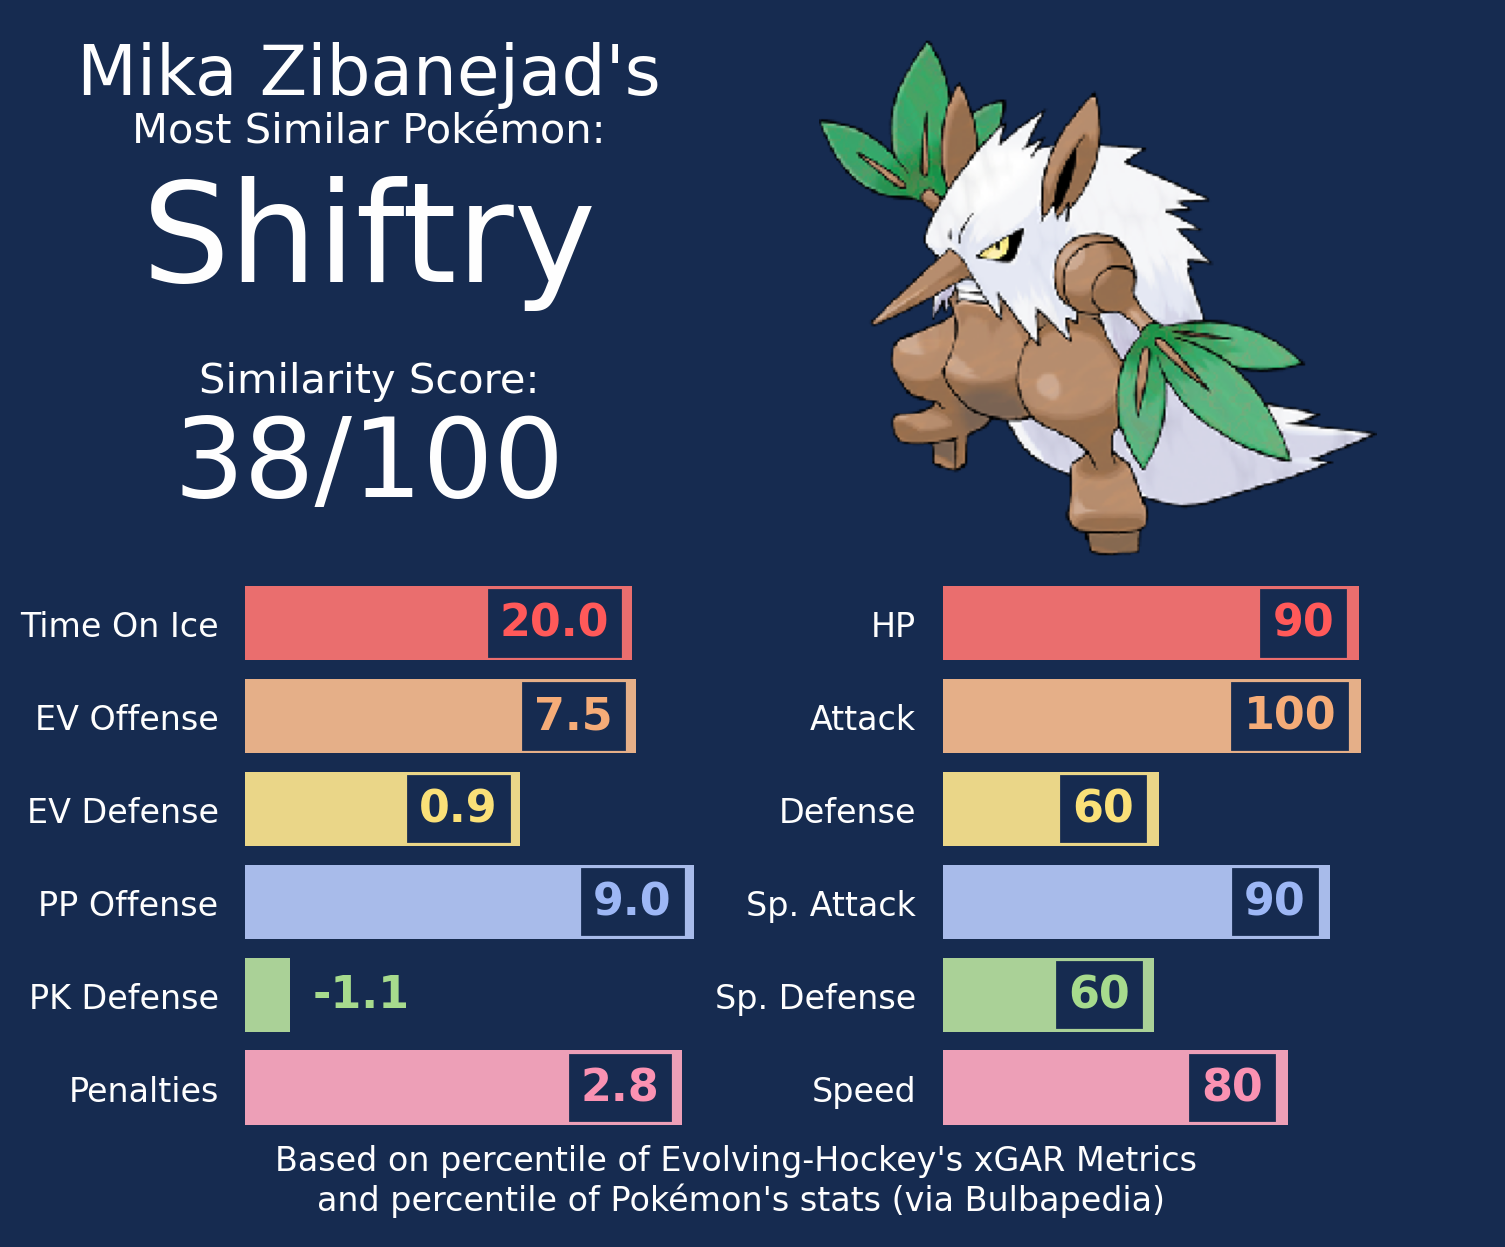 Mika Zibanejad's
Most Similar Pokémon:
Shiftry
Similarity Score:
38/100
Time On Ice 20.0
EV Offense 7.5
EV Defense 0.9
PP Offense 9.0
PK Defense -1.1
Penalties 2.8
HP 90
Attack 100
Defense 60
Sp. Attack 90
Sp. Defense 60
Speed 80
Based on percentile of Evolving-Hockey's xGAR Metrics
and percentile of Pokémon's stats (via Bulbapedia)